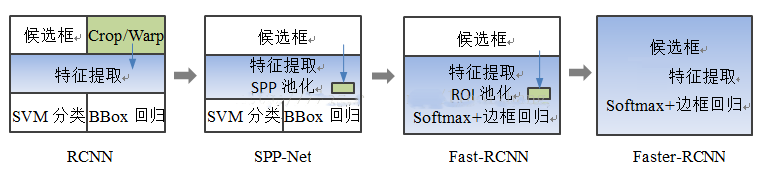 候选框 Crop/Warp
特征提取
SVM 分类 BBox 回归
RCNN
候选框
特征提取
SPP 池化
SVM 分类 BBox 回归
SPP-Net
候选框
特征提取
ROI 池化
Softmax+边框回归
Fast-RCNN
候选框
特征提取
Softmax+边框回归
Faster-RCNN